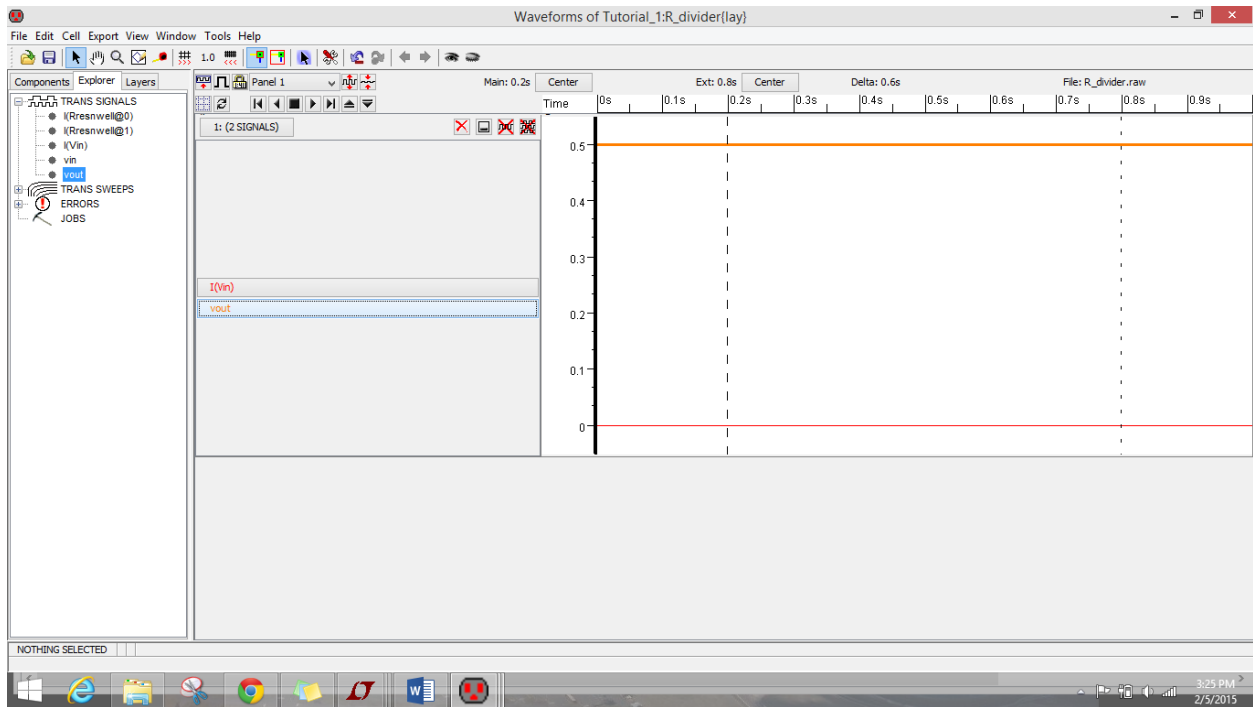 Waveforms of Tutorial_1:R_divider{lay}
File Edit Cell Export View Window Tools Help
1.0
Components Explorer Layers
Panel 1 Main: 0.2s Center Ext: 0.8s Center Delta: 0.6s File: R_divider.raw
Time 0s 0.1s 0.2s 0.3s 0.4s 0.5s 0.6s 0.7s 0.8s 0.9s
TRANS SIGNALS
I(Rresnwell@0)
I(Rresnwell@1)
I(Vin)
vin
vout
TRANS SWEEPS
ERRORS
JOBS
1: (2 SIGNALS)
I(Vin)
vout
0.5
0.4
0.3
0.2
0.1
0
NOTHING SELECTED
3:25 PM
2/5/2015